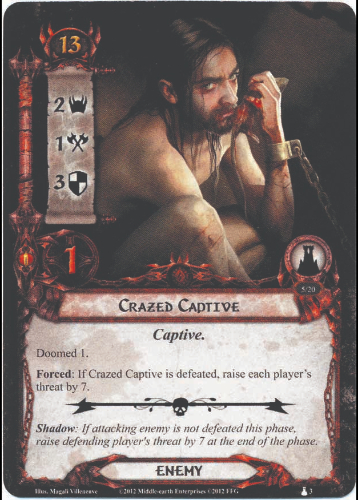 13
2
1
3
1
5/20
CRAZED CAPTIVE
Captive.
Doomed 1.
Forced: If Crazed Captive is defeated, raise each player's
threat by 7.
Shadow: If attacking enemy is not defeated this phase,
raise defending player's threat by 7 at the end of the phase.
ENEMY
Illus. Magali Villeneuve
©2012 Middle-earth Enterprises ©2012 FFG
3